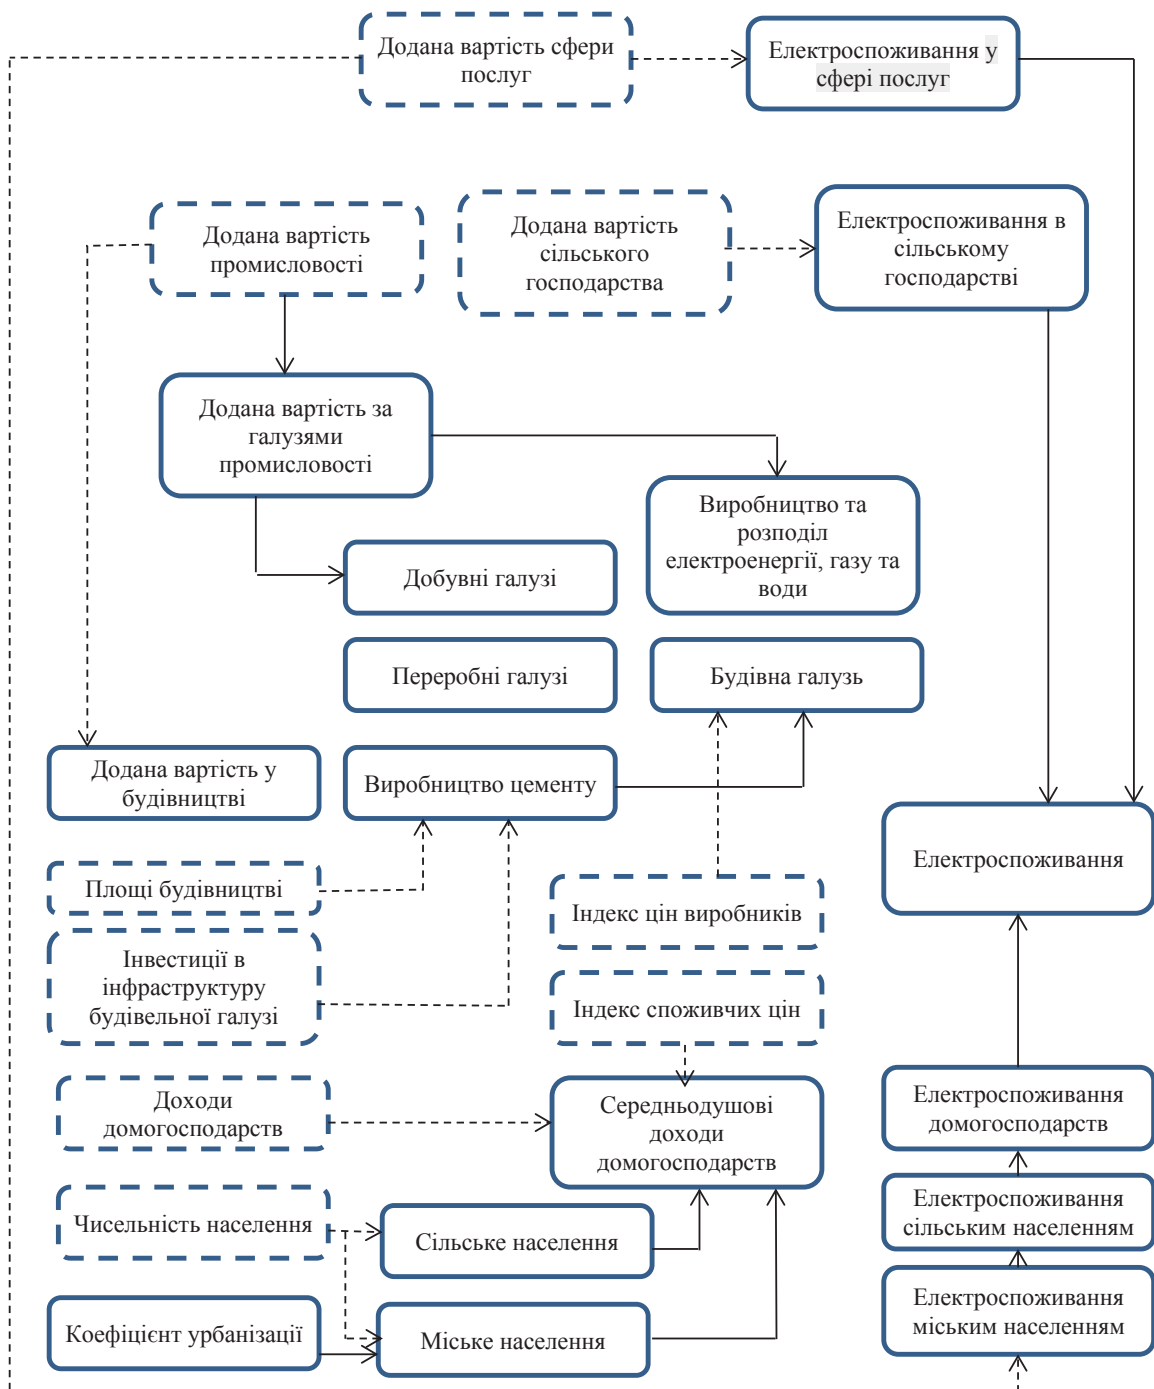 Додана вартість сфери
послуг
Електроспоживання у
сфері послуг
Додана вартість
промисловості
Додана вартість
сільського
господарства
Електроспоживання в
сільському
господарстві
Додана вартість за
галузями
промисловості
Виробництво та
розподіл
електроенергії, газу та
води
Добувні галузі
Переробні галузі
Будівна галузь
Додана вартість у
будівництві
Виробництво цементу
Електроспоживання
Площі будівництві
Індекс цін виробників
Інвестиції в
інфраструктуру
будівельної галузі
Індекс споживчих цін
Доходи
домогосподарств
Середньодушові
доходи
домогосподарств
Електроспоживання
домогосподарств
Чисельність населення
Сільське населення
Електроспоживання
сільським населенням
Коефіцієнт урбанізації
Міське населення
Електроспоживання
міським населенням